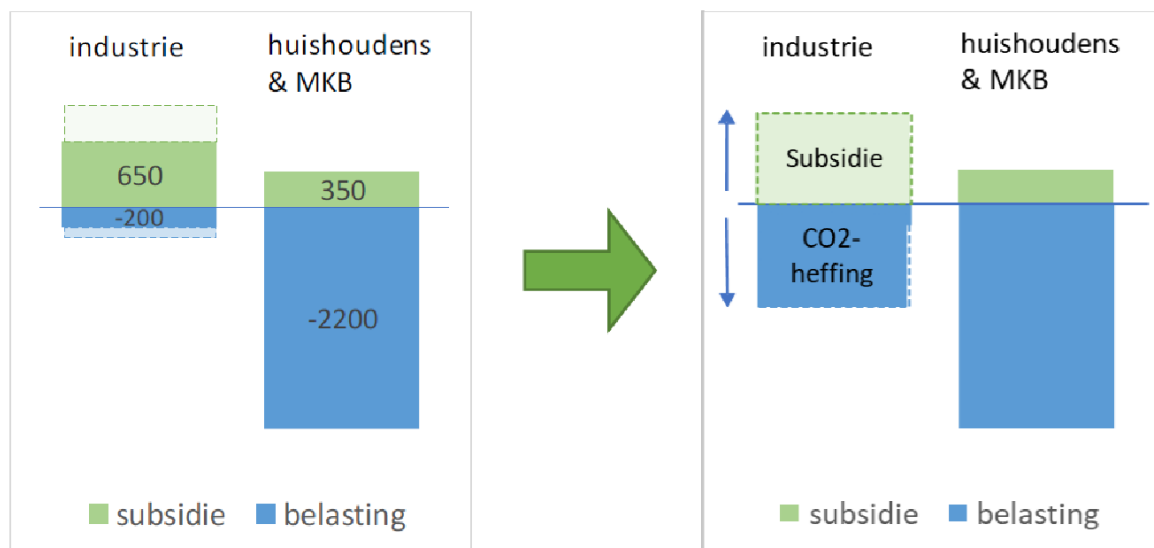 industrie
huishoudens
& MKB
650
350
-200
-2200
subsidie
belasting
industrie
huishoudens
& MKB
Subsidie
CO2-
heffing
subsidie
belasting